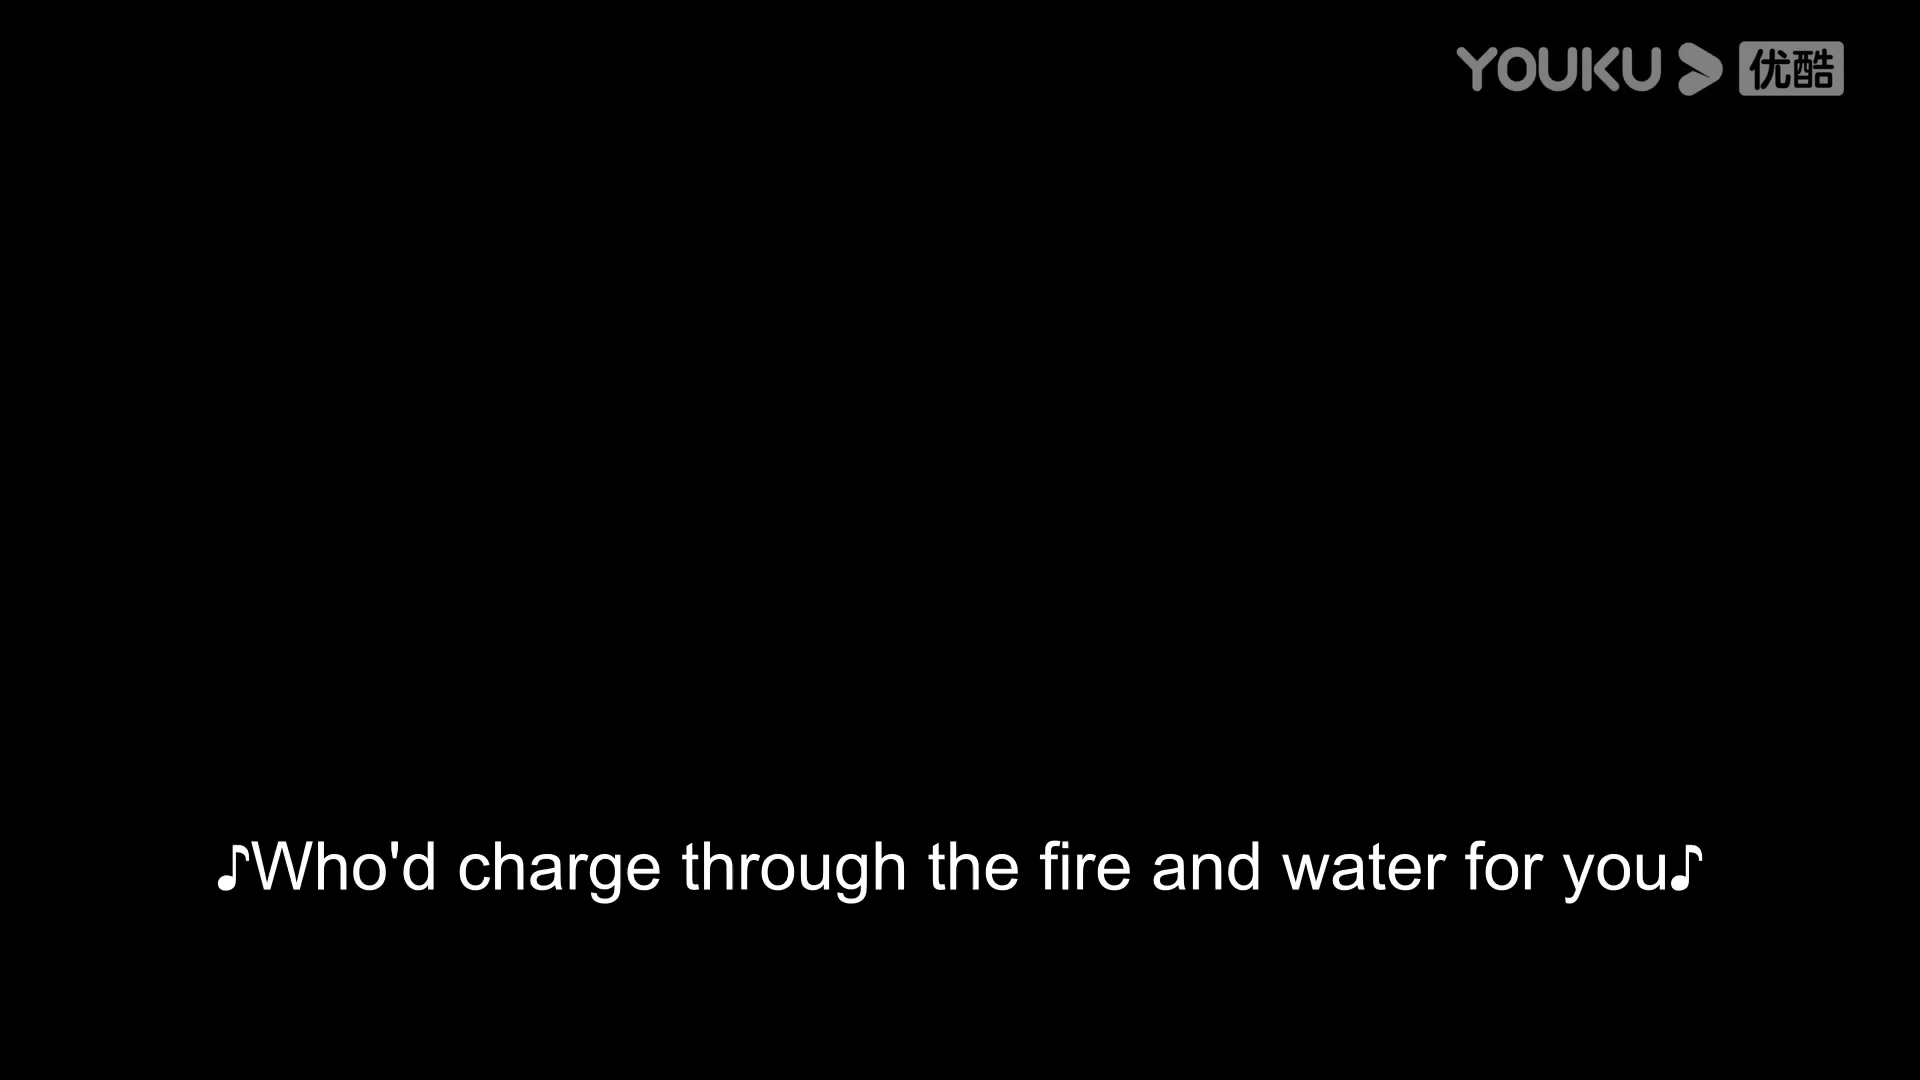 YOUKU 优酷
♪Who'd charge through the fire and water for you♪